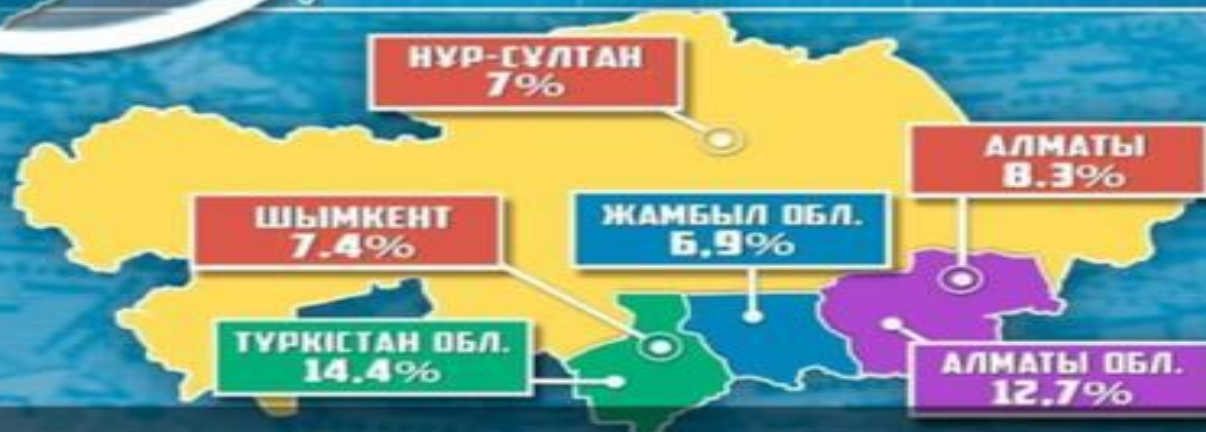 НҰР-СҰЛТАН
7%
АЛМАТЫ
8.3%
ШЫМКЕНТ
7.4%
ЖАМБЫЛ ОБЛ.
6.9%
ТҮРКІСТАН ОБЛ.
14.4%
АЛМАТЫ ОБЛ.
12.7%